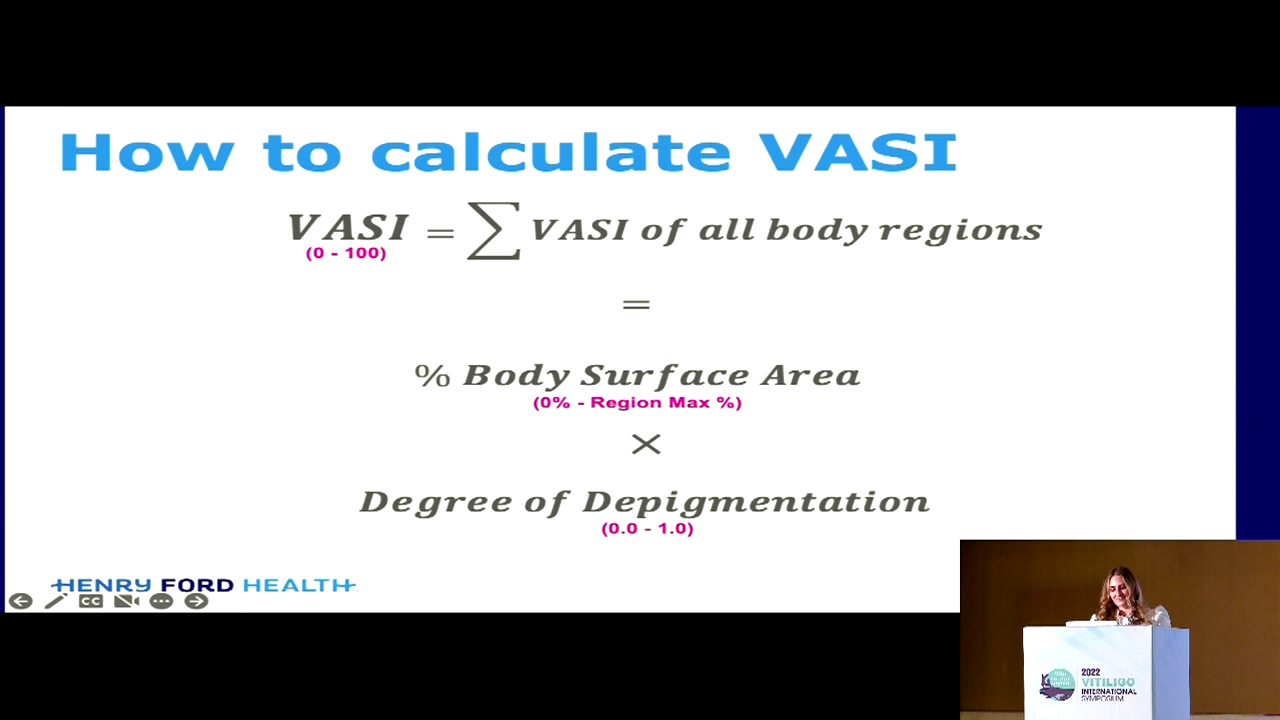 How to calculate VASI
VASI = ∑ VASI of all body regions
(0 - 100)
=
% Body Surface Area
(0% - Region Max %)
×
Degree of Depigmentation
(0.0 - 1.0)
HENRY FORD HEALTH
CC
2022
VITILIGO
INTERNATIONAL
SYMPOSIUM